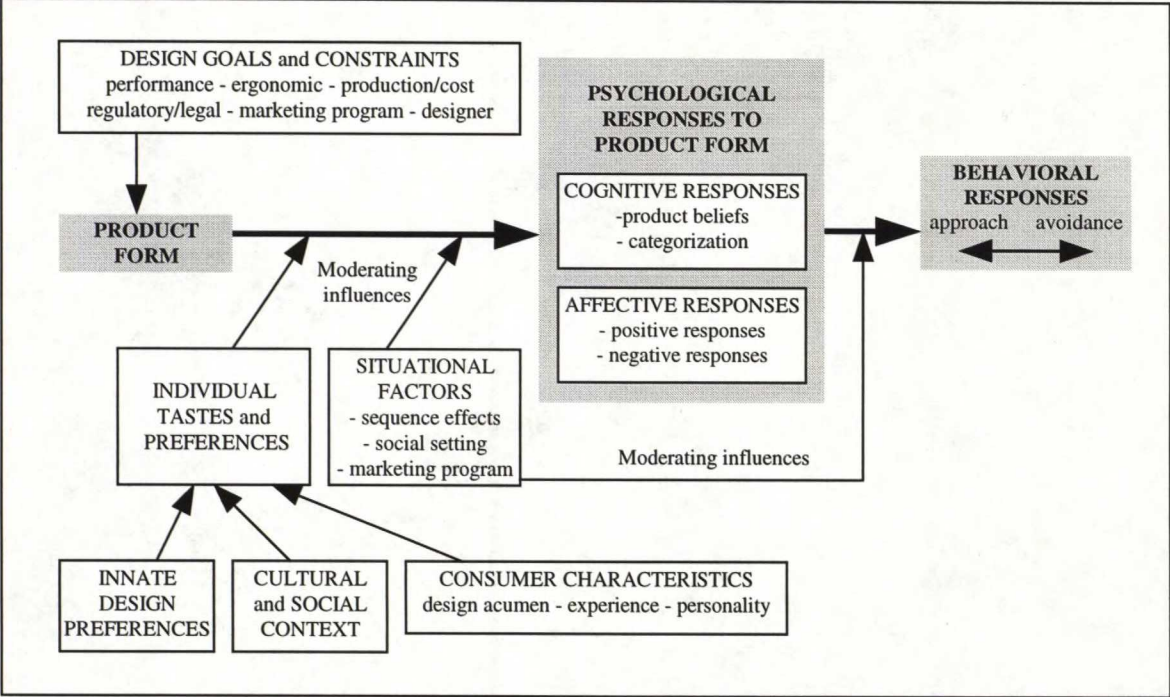 DESIGN GOALS and CONSTRAINTS
performance - ergonomic - production/cost
regulatory/legal - marketing program - designer
PRODUCT
FORM
Moderating
influences
PSYCHOLOGICAL
RESPONSES TO
PRODUCT FORM
COGNITIVE RESPONSES
-product beliefs
- categorization
AFFECTIVE RESPONSES
- positive responses
- negative responses
BEHAVIORAL
RESPONSES
approach avoidance
INDIVIDUAL
TASTES and
PREFERENCES
SITUATIONAL
FACTORS
- sequence effects
- social setting
- marketing program
Moderating influences
INNATE
DESIGN
PREFERENCES
CULTURAL
and SOCIAL
CONTEXT
CONSUMER CHARACTERISTICS
design acumen - experience - personality